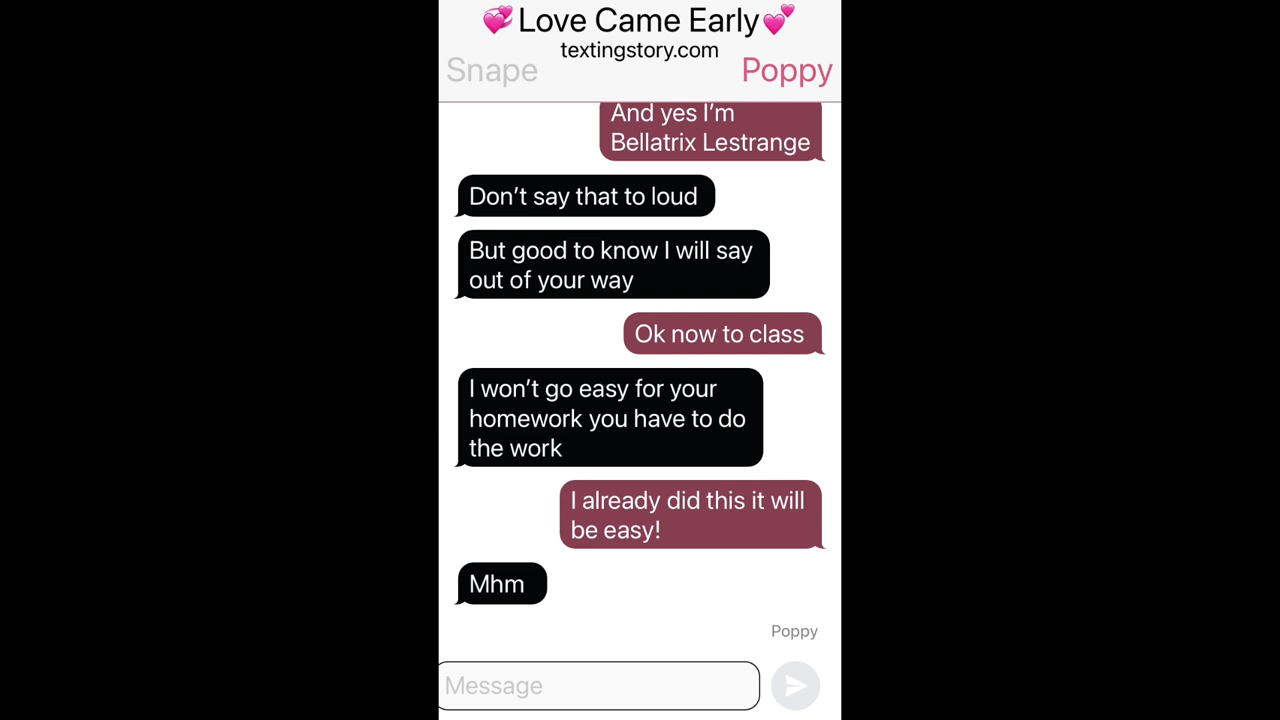 💞Love Came Early💕
textingstory.com
Snape
Poppy
And yes I'm
Bellatrix Lestrange
Don't say that to loud
But good to know I will say
out of your way
Ok now to class
I won't go easy for your
homework you have to do
the work
I already did this it will
be easy!
Mhm
Poppy
Message